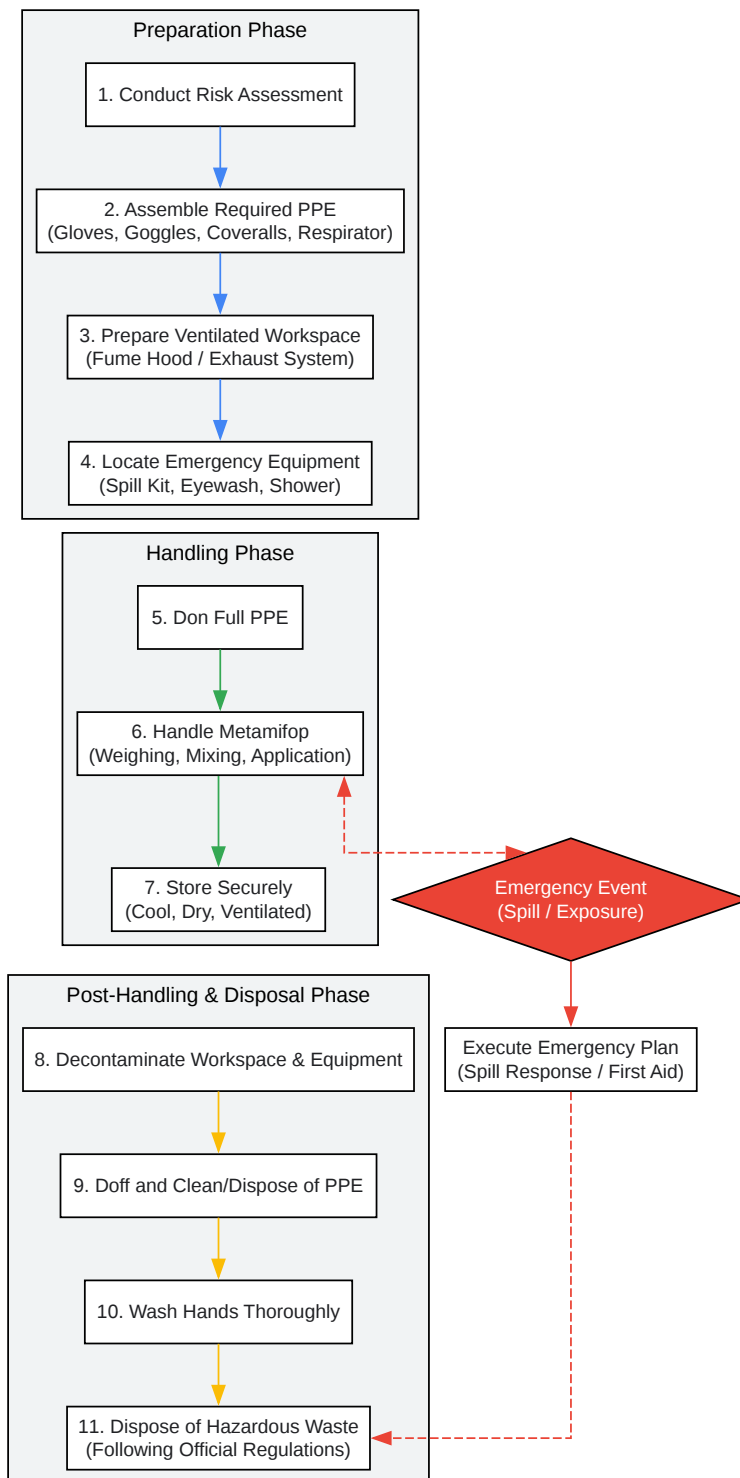 Preparation Phase
1. Conduct Risk Assessment
2. Assemble Required PPE
(Gloves, Goggles, Coveralls, Respirator)
3. Prepare Ventilated Workspace
(Fume Hood / Exhaust System)
4. Locate Emergency Equipment
(Spill Kit, Eyewash, Shower)
Handling Phase
5. Don Full PPE
6. Handle Metamifop
(Weighing, Mixing, Application)
7. Store Securely
(Cool, Dry, Ventilated)
Emergency Event
(Spill / Exposure)
Execute Emergency Plan
(Spill Response / First Aid)
Post-Handling & Disposal Phase
8. Decontaminate Workspace & Equipment
9. Doff and Clean/Dispose of PPE
10. Wash Hands Thoroughly
11. Dispose of Hazardous Waste
(Following Official Regulations)